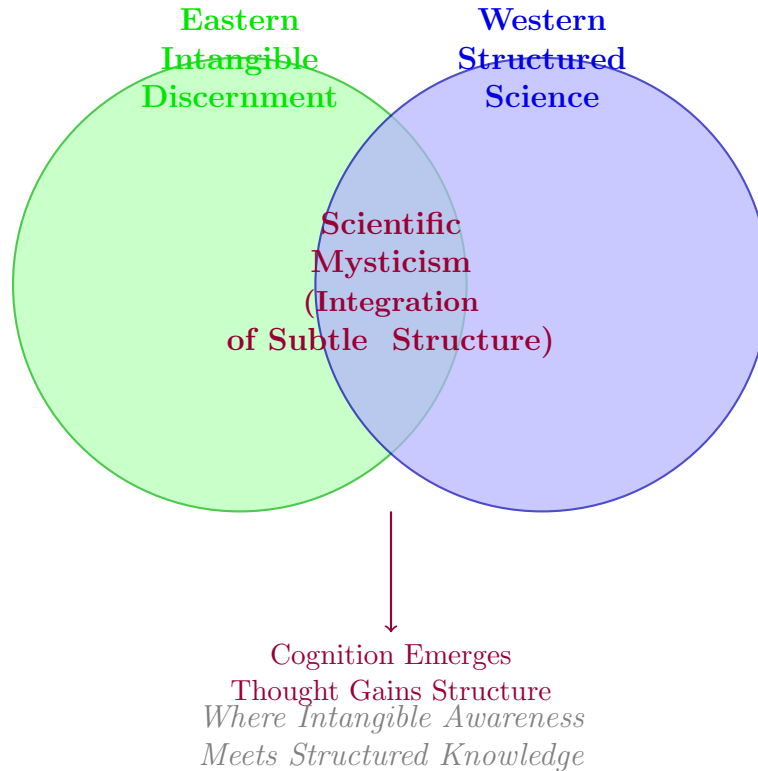 Eastern
Intangible
Discernment
Western
Structured
Science
Scientific
Mysticism
(Integration
of Subtle Structure)
Cognition Emerges
Thought Gains Structure
Where Intangible Awareness
Meets Structured Knowledge